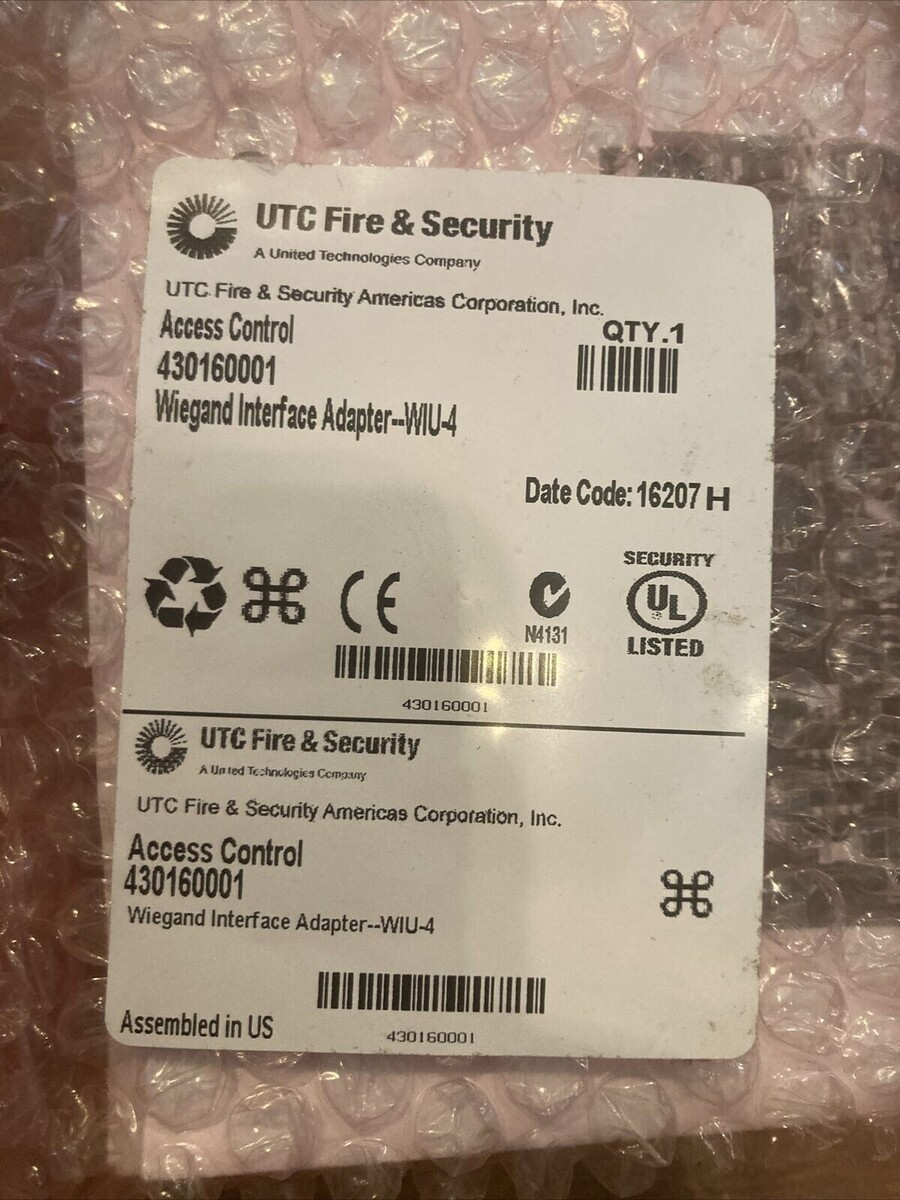 UTC Fire & Security
A United Technologies Company
UTC Fire & Security Americas Corporation, Inc.
Access Control
QTY.1
430160001
Wiegand Interface Adapter--WIU-4
Date Code: 16207 H
SECURITY
UL
LISTED
CE
N4131
430160001
UTC Fire & Security
A United Technologies Company
UTC Fire & Security Americas Corporation, Inc.
Access Control
430160001
Wiegand Interface Adapter--WIU-4
Assembled in US
430160001